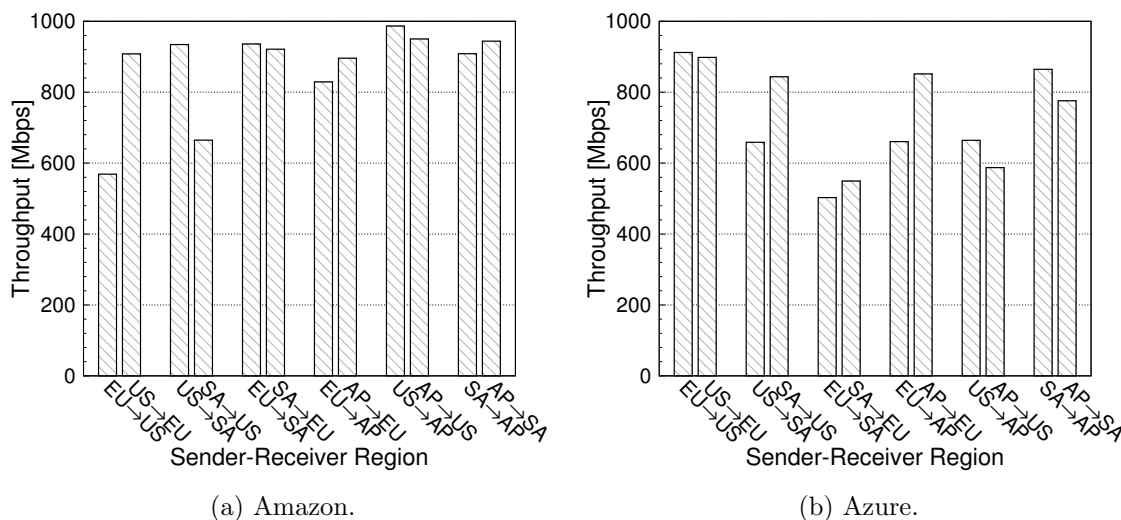 1000
800
600
400
200
0
Throughput [Mbps]
EU→US
US→EU
US→SA
SA→US
EU→SA
SA→EU
EU→AP
AP→EU
US→AP
AP→US
SA→AP
AP→SA
Sender-Receiver Region
(a) Amazon.
1000
800
600
400
200
0
Throughput [Mbps]
EU→US
US→EU
US→SA
SA→US
EU→SA
SA→EU
EU→AP
AP→EU
US→AP
AP→US
SA→AP
AP→SA
Sender-Receiver Region
(b) Azure.